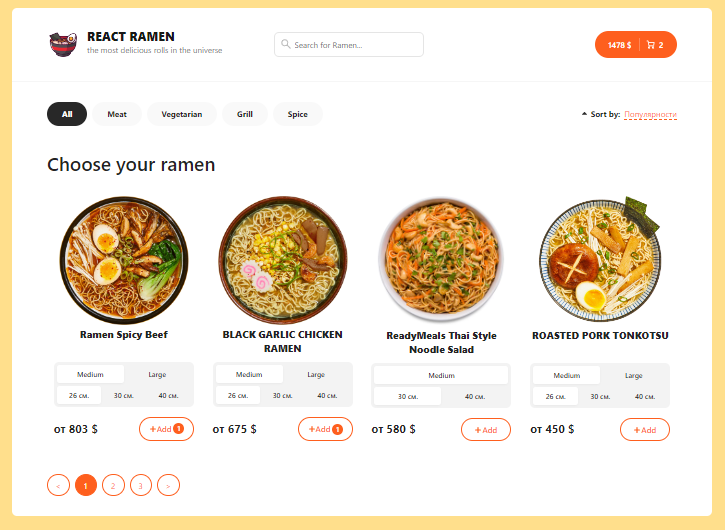 REACT RAMEN
the most delicious rolls in the universe
Search for Ramen...
1478 $ 2
All Meat Vegetarian Grill Spice
Sort by: Популярности
Choose your ramen
Ramen Spicy Beef
Medium Large
26 см. 30 см. 40 см.
от 803 $ +Add 1
BLACK GARLIC CHICKEN
RAMEN
Medium Large
26 см. 30 см. 40 см.
от 675 $ +Add 1
ReadyMeals Thai Style
Noodle Salad
Medium
30 см. 40 см.
от 580 $ +Add
ROASTED PORK TONKOTSU
Medium Large
26 см. 30 см. 40 см.
от 450 $ +Add
< 1 2 3 >